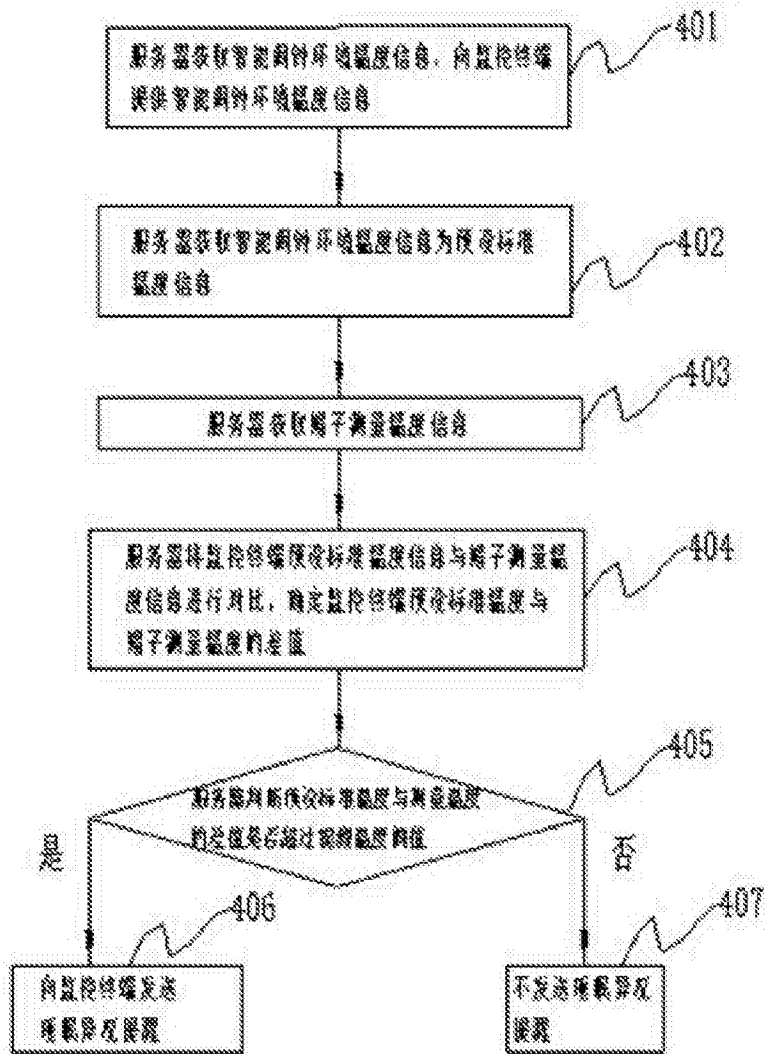 401
服务器获取智能闹钟环境温度信息，向监控终端
提供智能闹钟环境温度信息
402
服务器获取智能闹钟环境温度信息为预设标准
温度信息
403
服务器获取帽子测量温度信息
404
服务器将监控终端预设标准温度信息与帽子测量温
度信息进行对比，确定监控终端预设标准温度与
帽子测量温度的差值
405
服务器判断预设标准温度与测量温度
的差值是否超过温度阈值
是
否
406
向监控终端发送
睡眠异况提醒
407
不发送睡眠异况
提醒